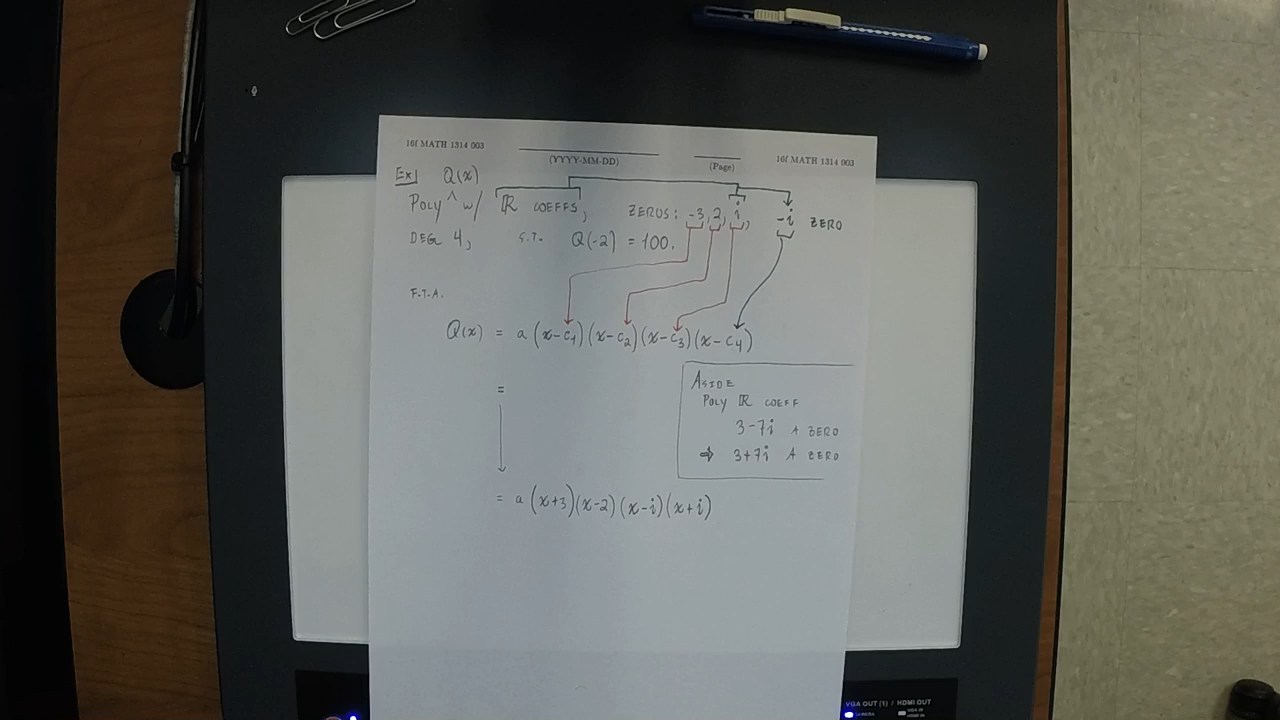 16f MATH 1314 003
(YYYY-MM-DD)
(Page)
16f MATH 1314 003
Ex) Q(x)
POLY ^ w/ ℝ COEFFS, ZEROS: -3, 2, i, -i ZERO
DEG 4, S.T. Q(-2) = 100.
F.T.A.
Q(x) = a (x-c₁)(x-c₂)(x-c₃)(x-c₄)
=
ASIDE
POLY ℝ COEFF
3-7i A ZERO
⇒ 3+7i A ZERO
= a (x+3)(x-2)(x-i)(x+i)
VGA OUT (1) / HDMI OUT